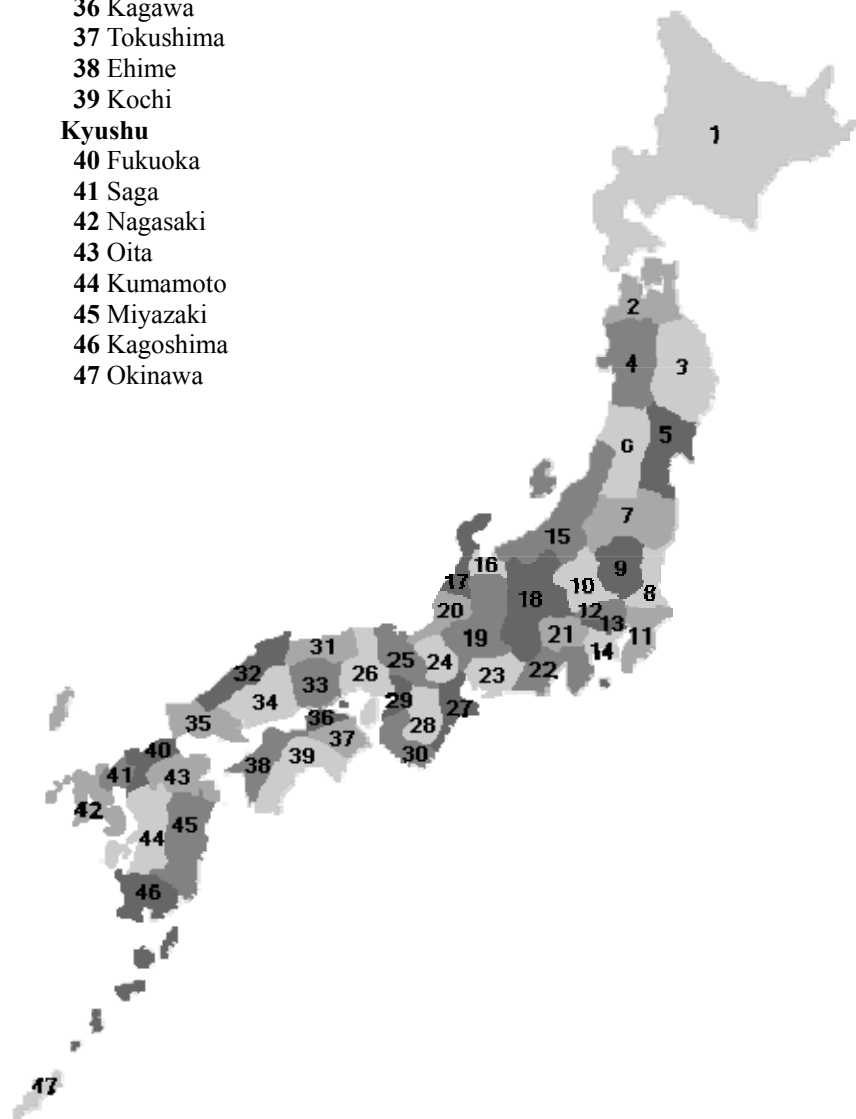 36 Kagawa
37 Tokushima
38 Ehime
39 Kochi
Kyushu
40 Fukuoka
41 Saga
42 Nagasaki
43 Oita
44 Kumamoto
45 Miyazaki
46 Kagoshima
47 Okinawa
1
2
4 3
5
6
7
15
16 9
17 10 8
18
20 12
13
19 21 11
14
31 25 24
32 26 23 22
33
34 29 27
35 36 28
37
40 39 30
38
41 43
42
45
44
46
47